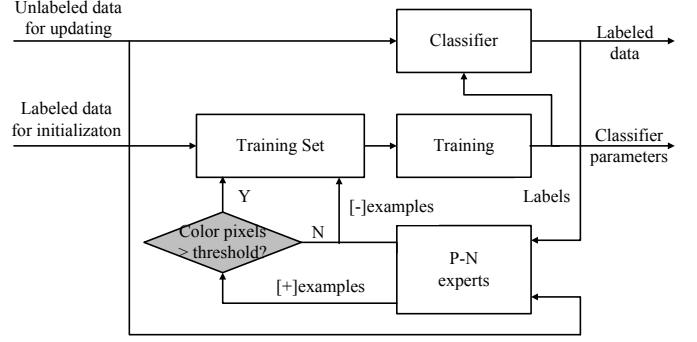 Unlabeled data
for updating
Classifier
Labeled
data
Labeled data
for initializaton
Training Set
Training
Classifier
parameters
Y
[-]examples
Labels
Color pixels
> threshold?
N
P-N
experts
[+]examples